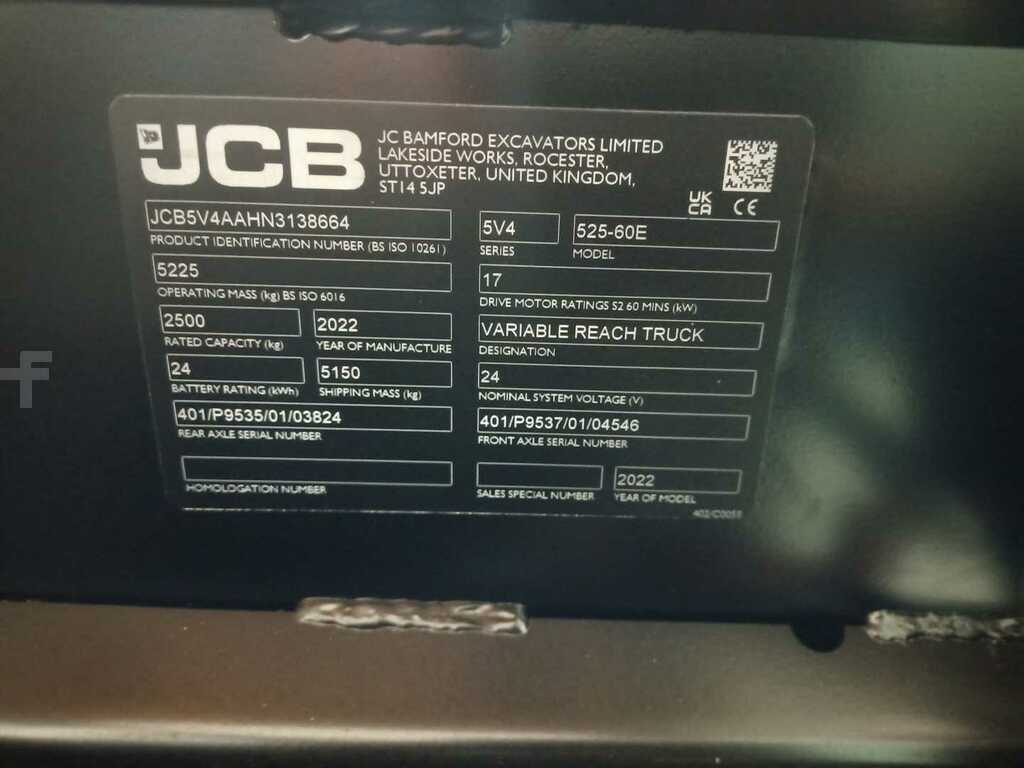 JCB
JC BAMFORD EXCAVATORS LIMITED
LAKESIDE WORKS, ROCESTER,
UTTOXETER, UNITED KINGDOM,
ST14 5JP
UK
CA CE
JCB5V4AAHN3138664
PRODUCT IDENTIFICATION NUMBER (BS ISO 10261)
5V4
SERIES
525-60E
MODEL
5225
OPERATING MASS (kg) BS ISO 6016
17
DRIVE MOTOR RATINGS S2 60 MINS (kW)
2500
RATED CAPACITY (kg)
2022
YEAR OF MANUFACTURE
VARIABLE REACH TRUCK
DESIGNATION
24
BATTERY RATING (kWh)
5150
SHIPPING MASS (kg)
24
NOMINAL SYSTEM VOLTAGE (V)
401/P9535/01/03824
REAR AXLE SERIAL NUMBER
401/P9537/01/04546
FRONT AXLE SERIAL NUMBER
HOMOLOGATION NUMBER
SALES SPECIAL NUMBER
2022
YEAR OF MODEL